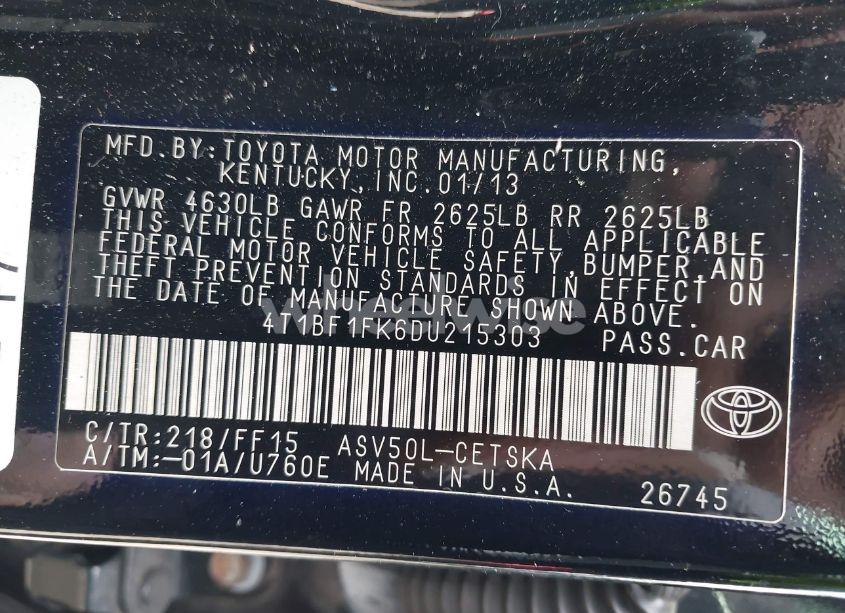 MFD.BY:TOYOTA MOTOR MANUFACTURING,
KENTUCKY,INC.01/13
GVWR 4630LB GAWR FR 2625LB RR 2625LB
THIS VEHICLE CONFORMS TO ALL APPLICABLE
FEDERAL MOTOR VEHICLE SAFETY,BUMPER,AND
THEFT PREVENTION STANDARDS IN EFFECT ON
THE DATE OF MANUFACTURE SHOWN ABOVE.
wheelwise
4T1BF1FK6DU215303 PASS.CAR
C/TR:218/FF15 ASV50L-CETSKA
A/TM:-01A/U760E MADE IN U.S.A. 26745